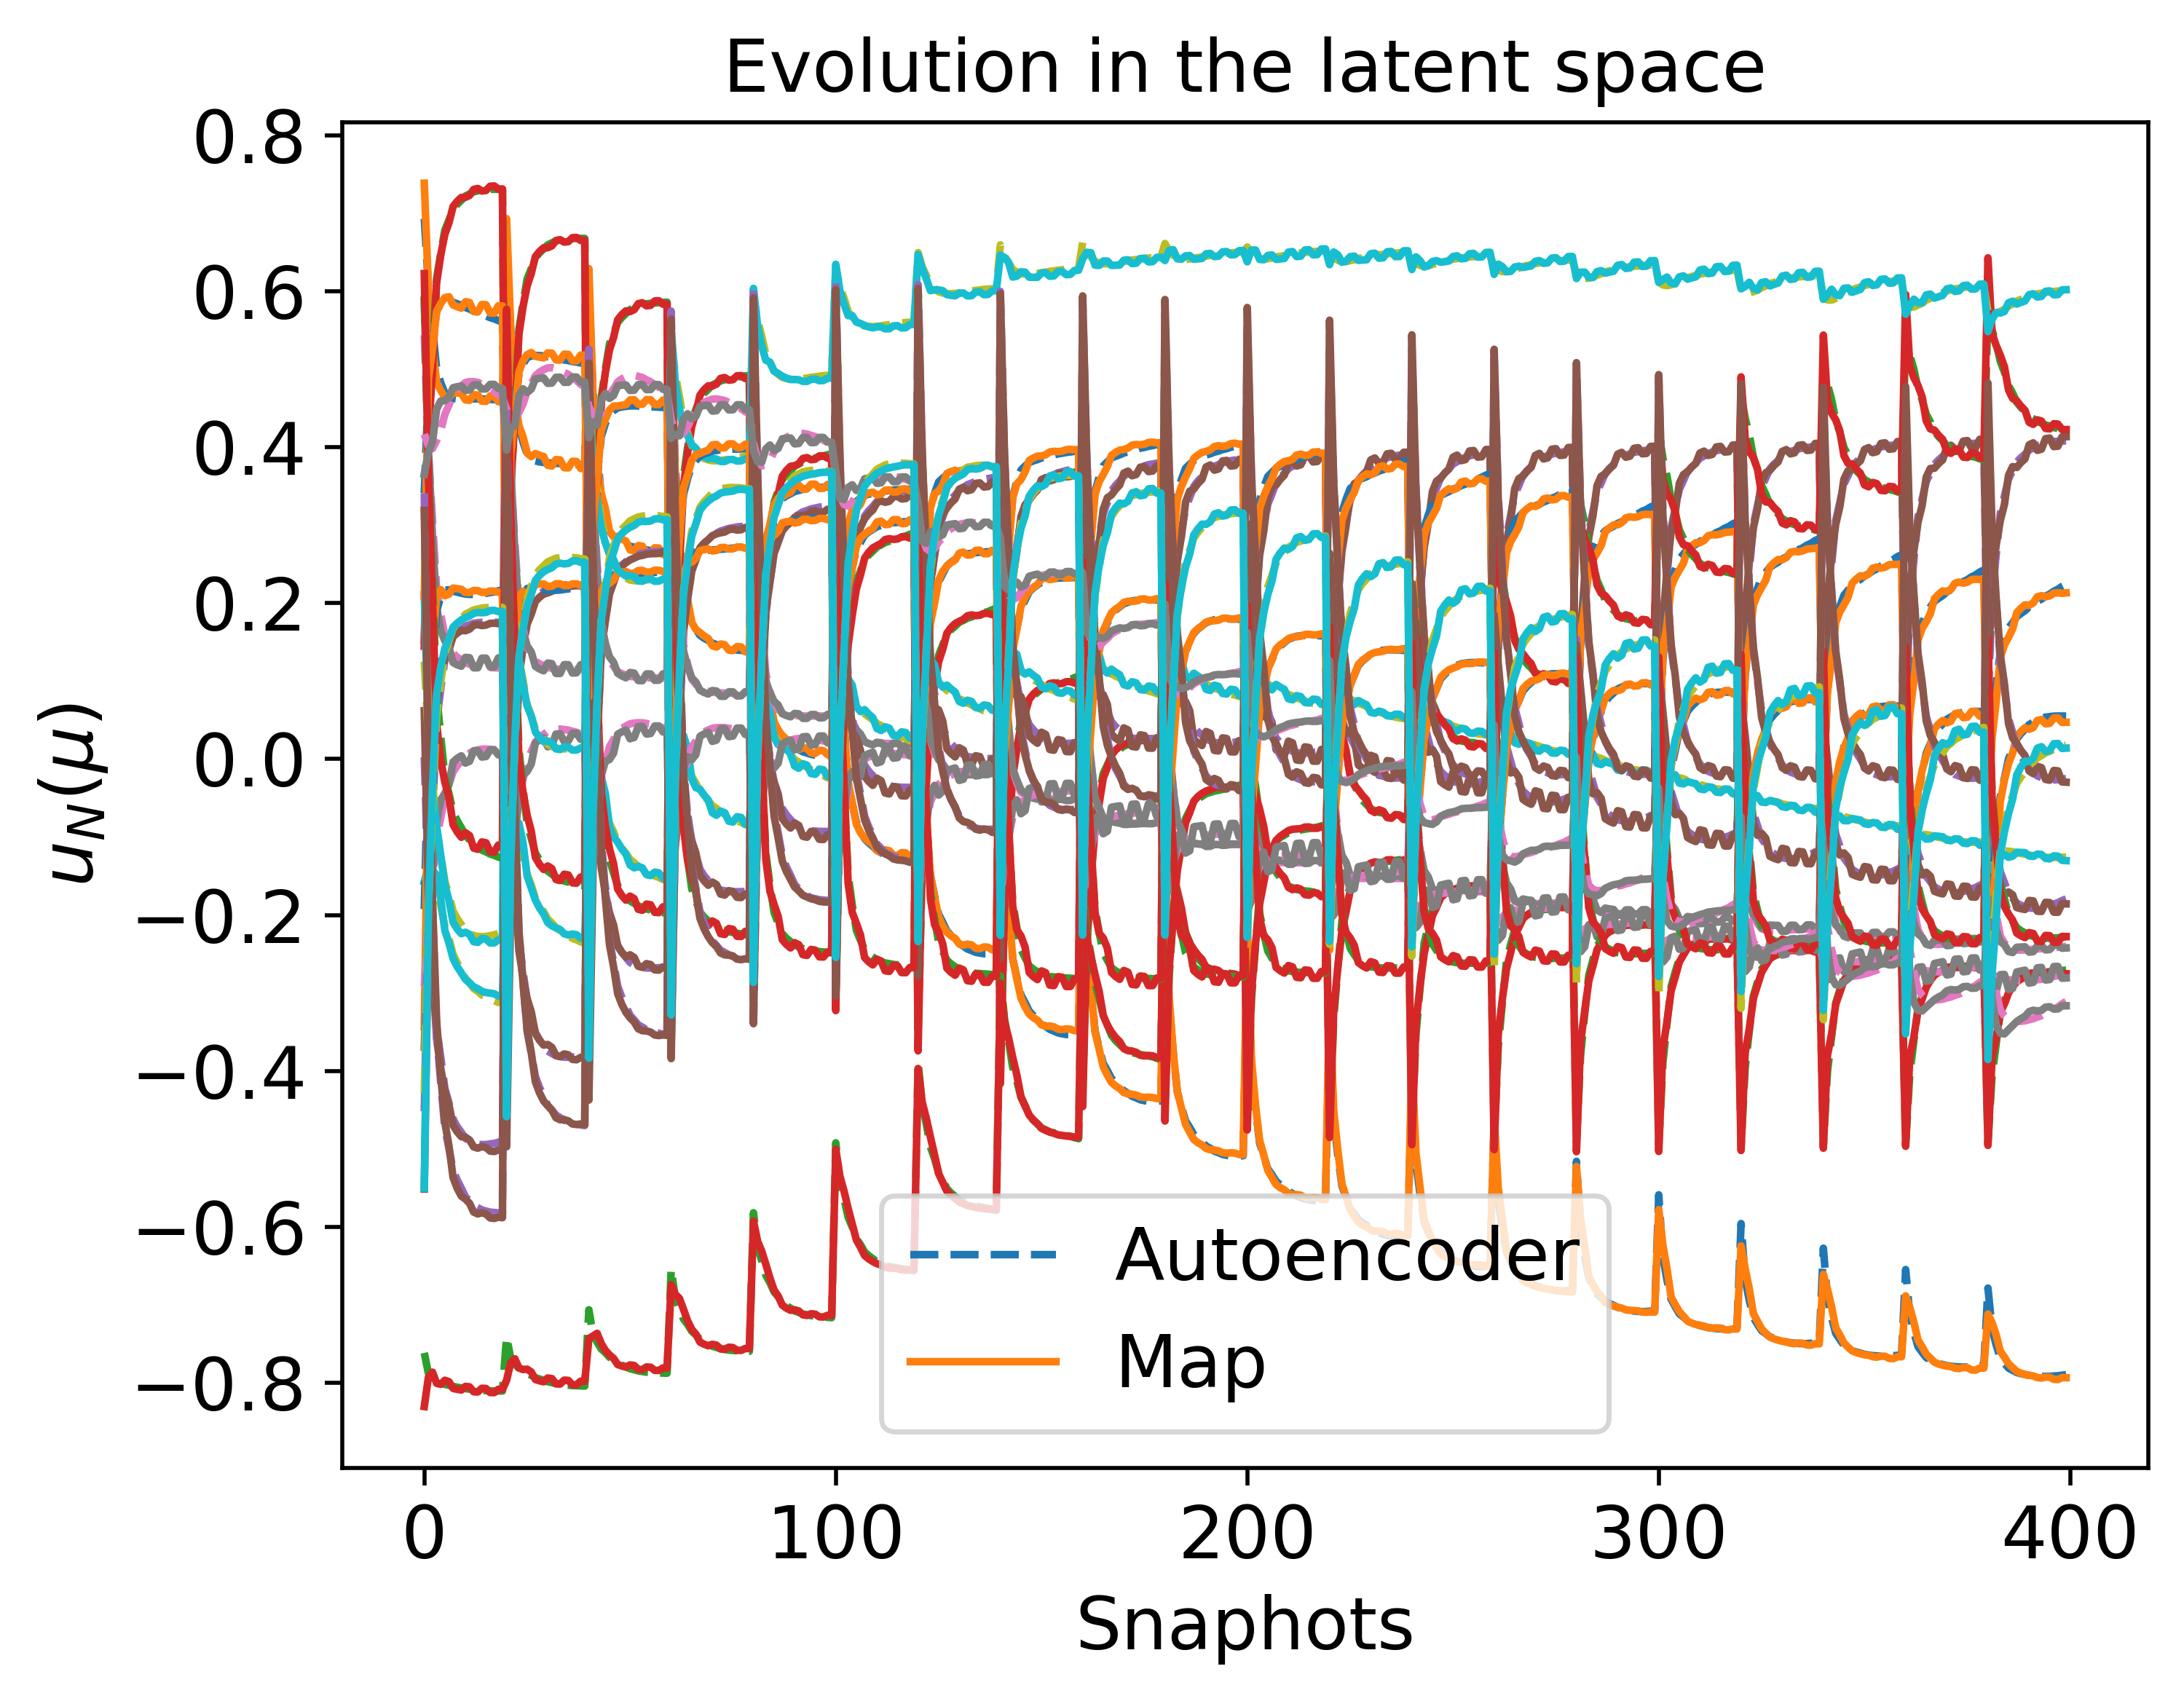 Evolution in the latent space
0.8
0.6
0.4
0.2
0.0
−0.2
−0.4
−0.6
−0.8
u_N(μ)
Autoencoder
Map
0 100 200 300 400
Snaphots